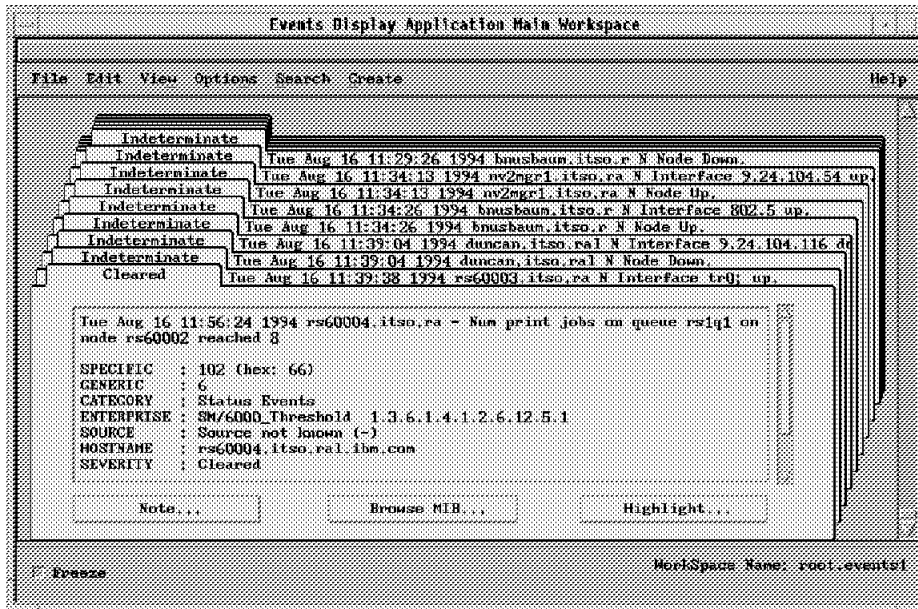 Events Display Application Main Workspace
File Edit View Options Search Create Help
Indeterminate
Indeterminate Tue Aug 16 11:29:26 1994 bnusbaum.itso.r N Node Down.
Indeterminate Tue Aug 16 11:34:13 1994 nv2mgr1.itso.ra N Interface 9.24.104.54 up.
Indeterminate Tue Aug 16 11:34:13 1994 nv2mgr1.itso.ra N Node Up.
Indeterminate Tue Aug 16 11:34:26 1994 bnusbaum.itso.r N Interface 802.5 up.
Indeterminate Tue Aug 16 11:34:26 1994 bnusbaum.itso.r N Node Up.
Indeterminate Tue Aug 16 11:39:04 1994 duncan.itso.ral N Interface 9.24.104.116 do
Indeterminate Tue Aug 16 11:39:04 1994 duncan.itso.ral N Node Down.
Cleared Tue Aug 16 11:39:38 1994 rs60003.itso.ra N Interface tr0; up.
Tue Aug 16 11:56:24 1994 rs60004.itso.ra - Num print jobs on queue rs1q1 on
node rs60002 reached 8
SPECIFIC : 102 (hex: 66)
GENERIC : 6
CATEGORY : Status Events
ENTERPRISE : SM/6000_Threshold 1.3.6.1.4.1.2.6.12.5.1
SOURCE : Source not known (-)
HOSTNAME : rs60004.itso.ral.ibm.com
SEVERITY : Cleared
Note... Browse MIB... Highlight...
Freeze WorkSpace Name: root.events1